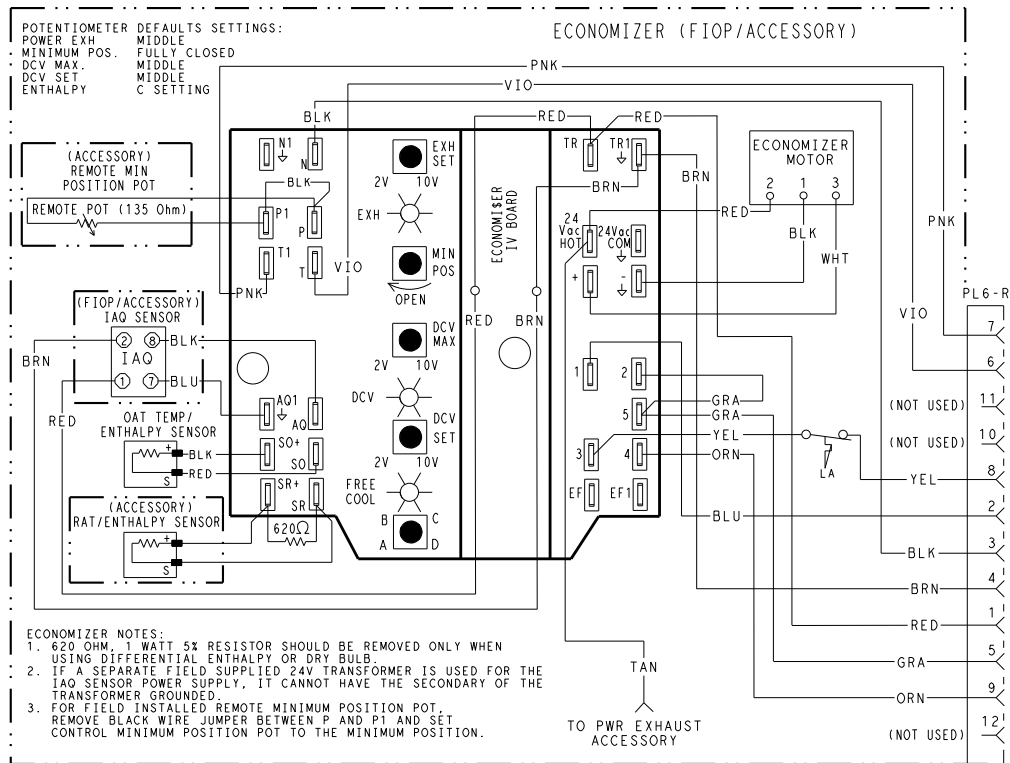 POTENTIOMETER DEFAULTS SETTINGS:
POWER EXH MIDDLE
MINIMUM POS. FULLY CLOSED
DCV MAX. MIDDLE
DCV SET MIDDLE
ENTHALPY C SETTING
ECONOMIZER (FIOP/ACCESSORY)
PNK
VIO
BLK
RED
RED
N1
N
EXH
SET
2V 10V
TR
TR1
ECONOMIZER
MOTOR
2 1 3
(ACCESSORY)
REMOTE MIN
POSITION POT
REMOTE POT (135 Ohm)
BLK
P1
P
EXH
ECONOMI$ER
IV BOARD
BRN
BRN
RED
BLK
WHT
PNK
24
Vac
HOT
24Vac
COM
T1
T
VIO
MIN
POS
OPEN
+
-
PNK
PL6-R
(FIOP/ACCESSORY)
IAQ SENSOR
2 8
BLK
IAQ
1 7
BLU
BRN
RED
RED
BRN
DCV
MAX
2V 10V
VIO
7
6
1
2
DCV
AQ1
AQ
DCV
SET
2V 10V
5
GRA
GRA
YEL
ORN
(NOT USED) 11
(NOT USED) 10
OAT TEMP/
ENTHALPY SENSOR
+
S
BLK
RED
SO+
SO
3
4
LA
YEL
8
(ACCESSORY)
RAT/ENTHALPY SENSOR
+
S
SR+
SR
620Ω
FREE
COOL
B C
A D
EF
EF1
BLU
2
BLK
3
BRN
4
RED
1
GRA
5
ORN
9
(NOT USED) 12
TAN
TO PWR EXHAUST
ACCESSORY
ECONOMIZER NOTES:
1. 620 OHM, 1 WATT 5% RESISTOR SHOULD BE REMOVED ONLY WHEN
USING DIFFERENTIAL ENTHALPY OR DRY BULB.
2. IF A SEPARATE FIELD SUPPLIED 24V TRANSFORMER IS USED FOR THE
IAQ SENSOR POWER SUPPLY, IT CANNOT HAVE THE SECONDARY OF THE
TRANSFORMER GROUNDED.
3. FOR FIELD INSTALLED REMOTE MINIMUM POSITION POT,
REMOVE BLACK WIRE JUMPER BETWEEN P AND P1 AND SET
CONTROL MINIMUM POSITION POT TO THE MINIMUM POSITION.